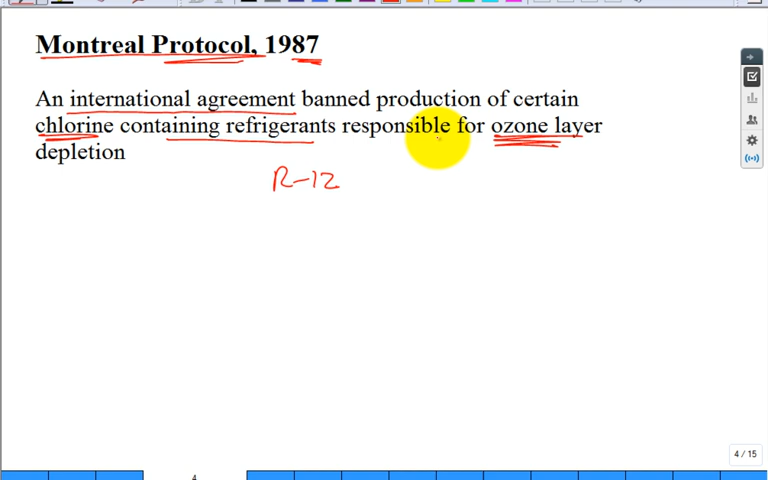 Montreal Protocol, 1987
An international agreement banned production of certain
chlorine containing refrigerants responsible for ozone layer
depletion
R-12
4 / 15
4